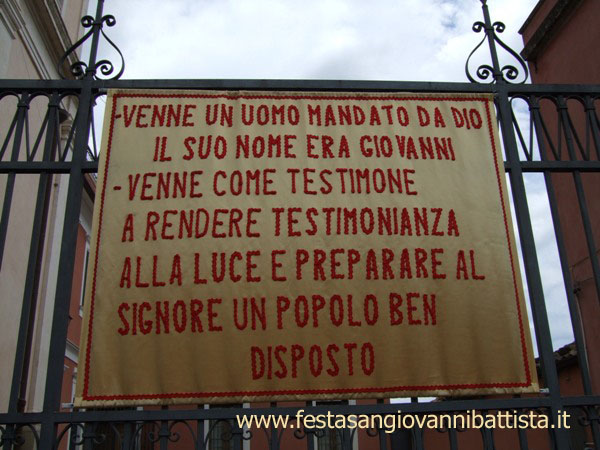 -VENNE UN UOMO MANDATO DA DIO
IL SUO NOME ERA GIOVANNI
-VENNE COME TESTIMONE
A RENDERE TESTIMONIANZA
ALLA LUCE E PREPARARE AL
SIGNORE UN POPOLO BEN
DISPOSTO
www.festasangiovannibattista.it